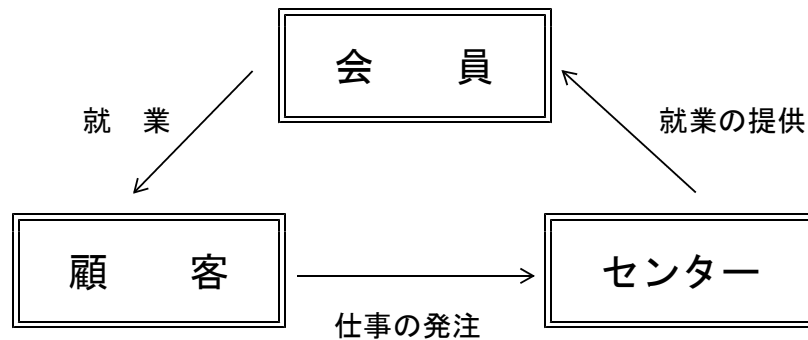 会　員
就　業
就業の提供
顧　客
センター
仕事の発注